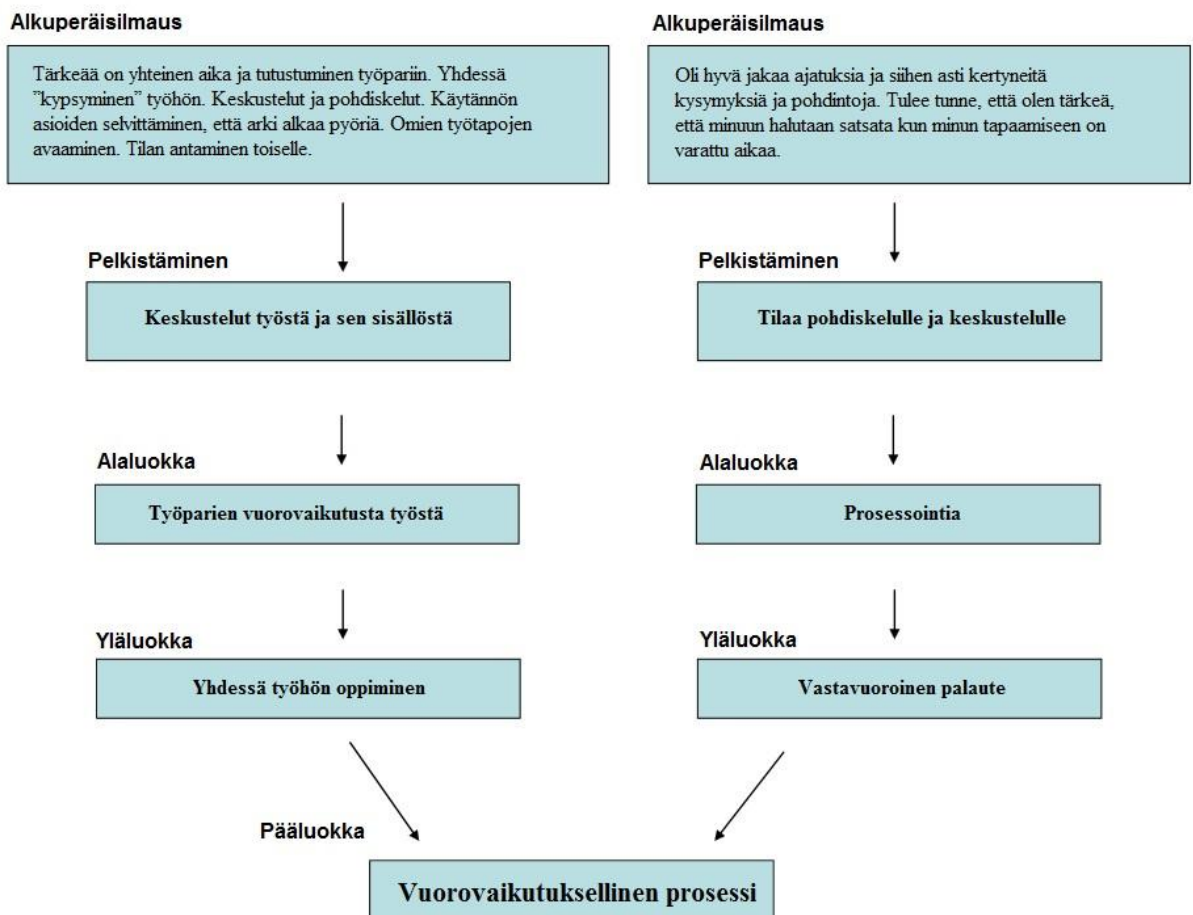 Alkuperäisilmaus
Tärkeää on yhteinen aika ja tutustuminen työpariin. Yhdessä
”kypsyminen” työhön. Keskustelut ja pohdiskelut. Käytännön
asioiden selvittäminen, että arki alkaa pyöriä. Omien työtapojen
avaaminen. Tilan antaminen toiselle.
Pelkistäminen
Keskustelut työstä ja sen sisällöstä
Alaluokka
Työparien vuorovaikutusta työstä
Yläluokka
Yhdessä työhön oppiminen
Alkuperäisilmaus
Oli hyvä jakaa ajatuksia ja siihen asti kertyneitä
kysymyksiä ja pohdintoja. Tulee tunne, että olen tärkeä,
että minuun halutaan satsata kun minun tapaamiseen on
varattu aikaa.
Pelkistäminen
Tilaa pohdiskelulle ja keskustelulle
Alaluokka
Prosessointia
Yläluokka
Vastavuoroinen palaute
Pääluokka
Vuorovaikutuksellinen prosessi